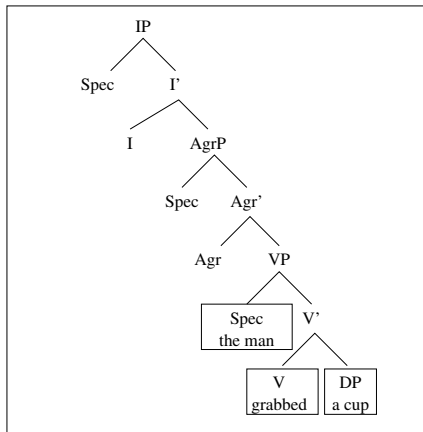 IP
Spec I’
I AgrP
Spec Agr’
Agr VP
Spec V’
the man
V DP
grabbed a cup